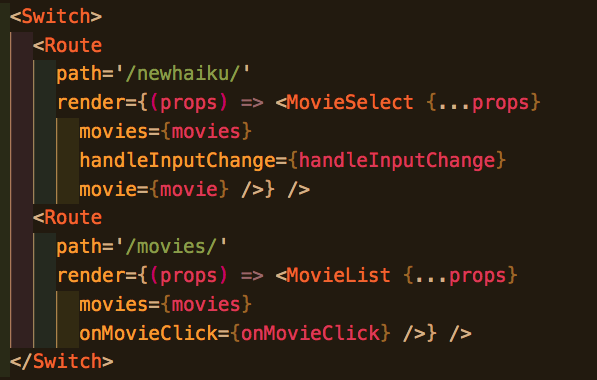 <Switch>
<Route
path='/newhaiku/'
render={(props) => <MovieSelect {...props}
movies={movies}
handleInputChange={handleInputChange}
movie={movie} />} />
<Route
path='/movies/'
render={(props) => <MovieList {...props}
movies={movies}
onMovieClick={onMovieClick} />} />
</Switch>